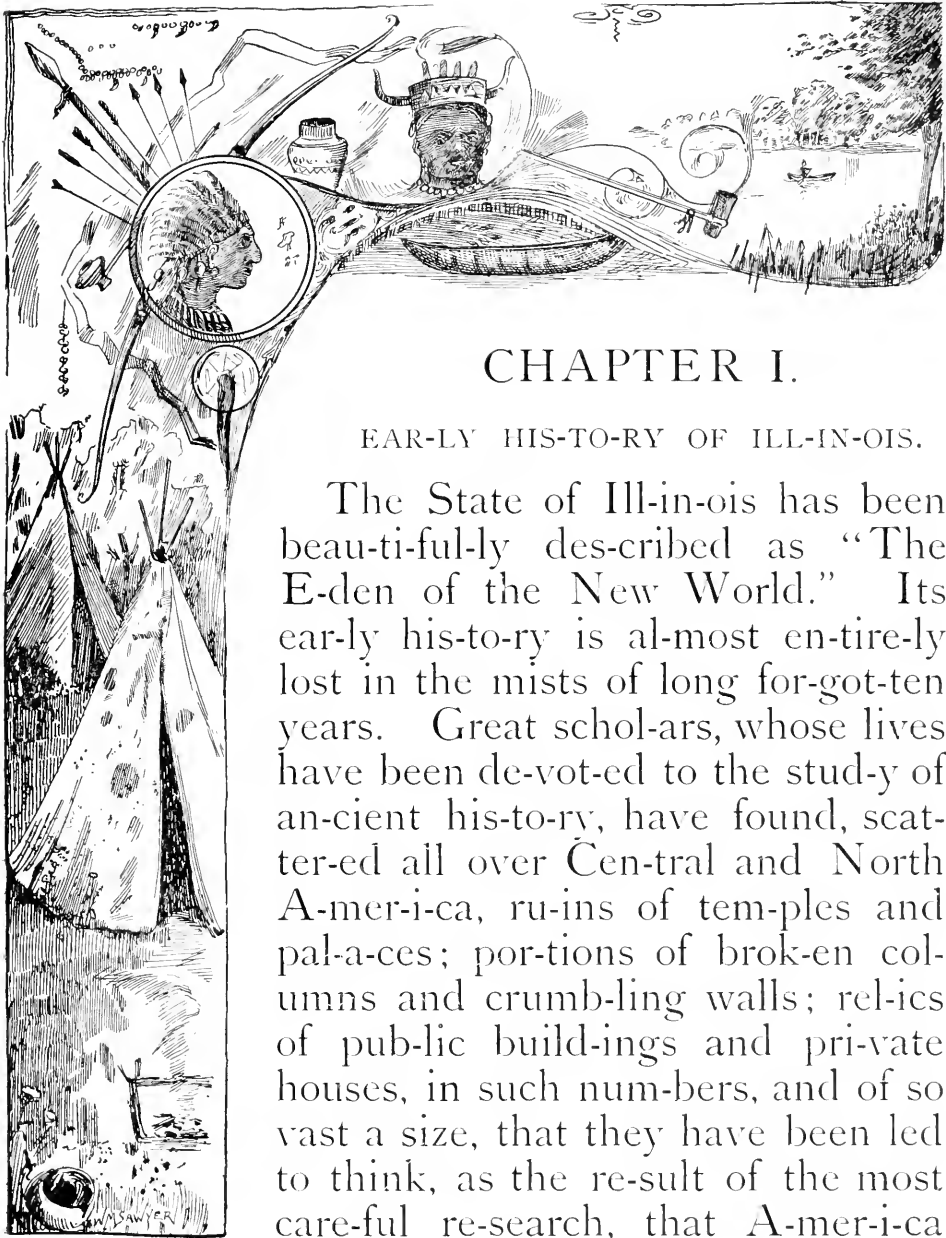 CHAPTER I.
EAR-LY HIS-TO-RY OF ILL-IN-OIS.
The State of Ill-in-ois has been
beau-ti-ful-ly des-cribed as “The
E-den of the New World.” Its
ear-ly his-to-ry is al-most en-tire-ly
lost in the mists of long for-got-ten
years. Great schol-ars, whose lives
have been de-vot-ed to the stud-y of
an-cient his-to-ry, have found, scat-
ter-ed all over Cen-tral and North
A-mer-i-ca, ru-ins of tem-ples and
pal-a-ces; por-tions of brok-en col-
umns and crumb-ling walls; rel-ics
of pub-lic build-ings and pri-vate
houses, in such num-bers, and of so
vast a size, that they have been led
to think, as the re-sult of the most
care-ful re-search, that A-mer-i-ca
WM SAWYER